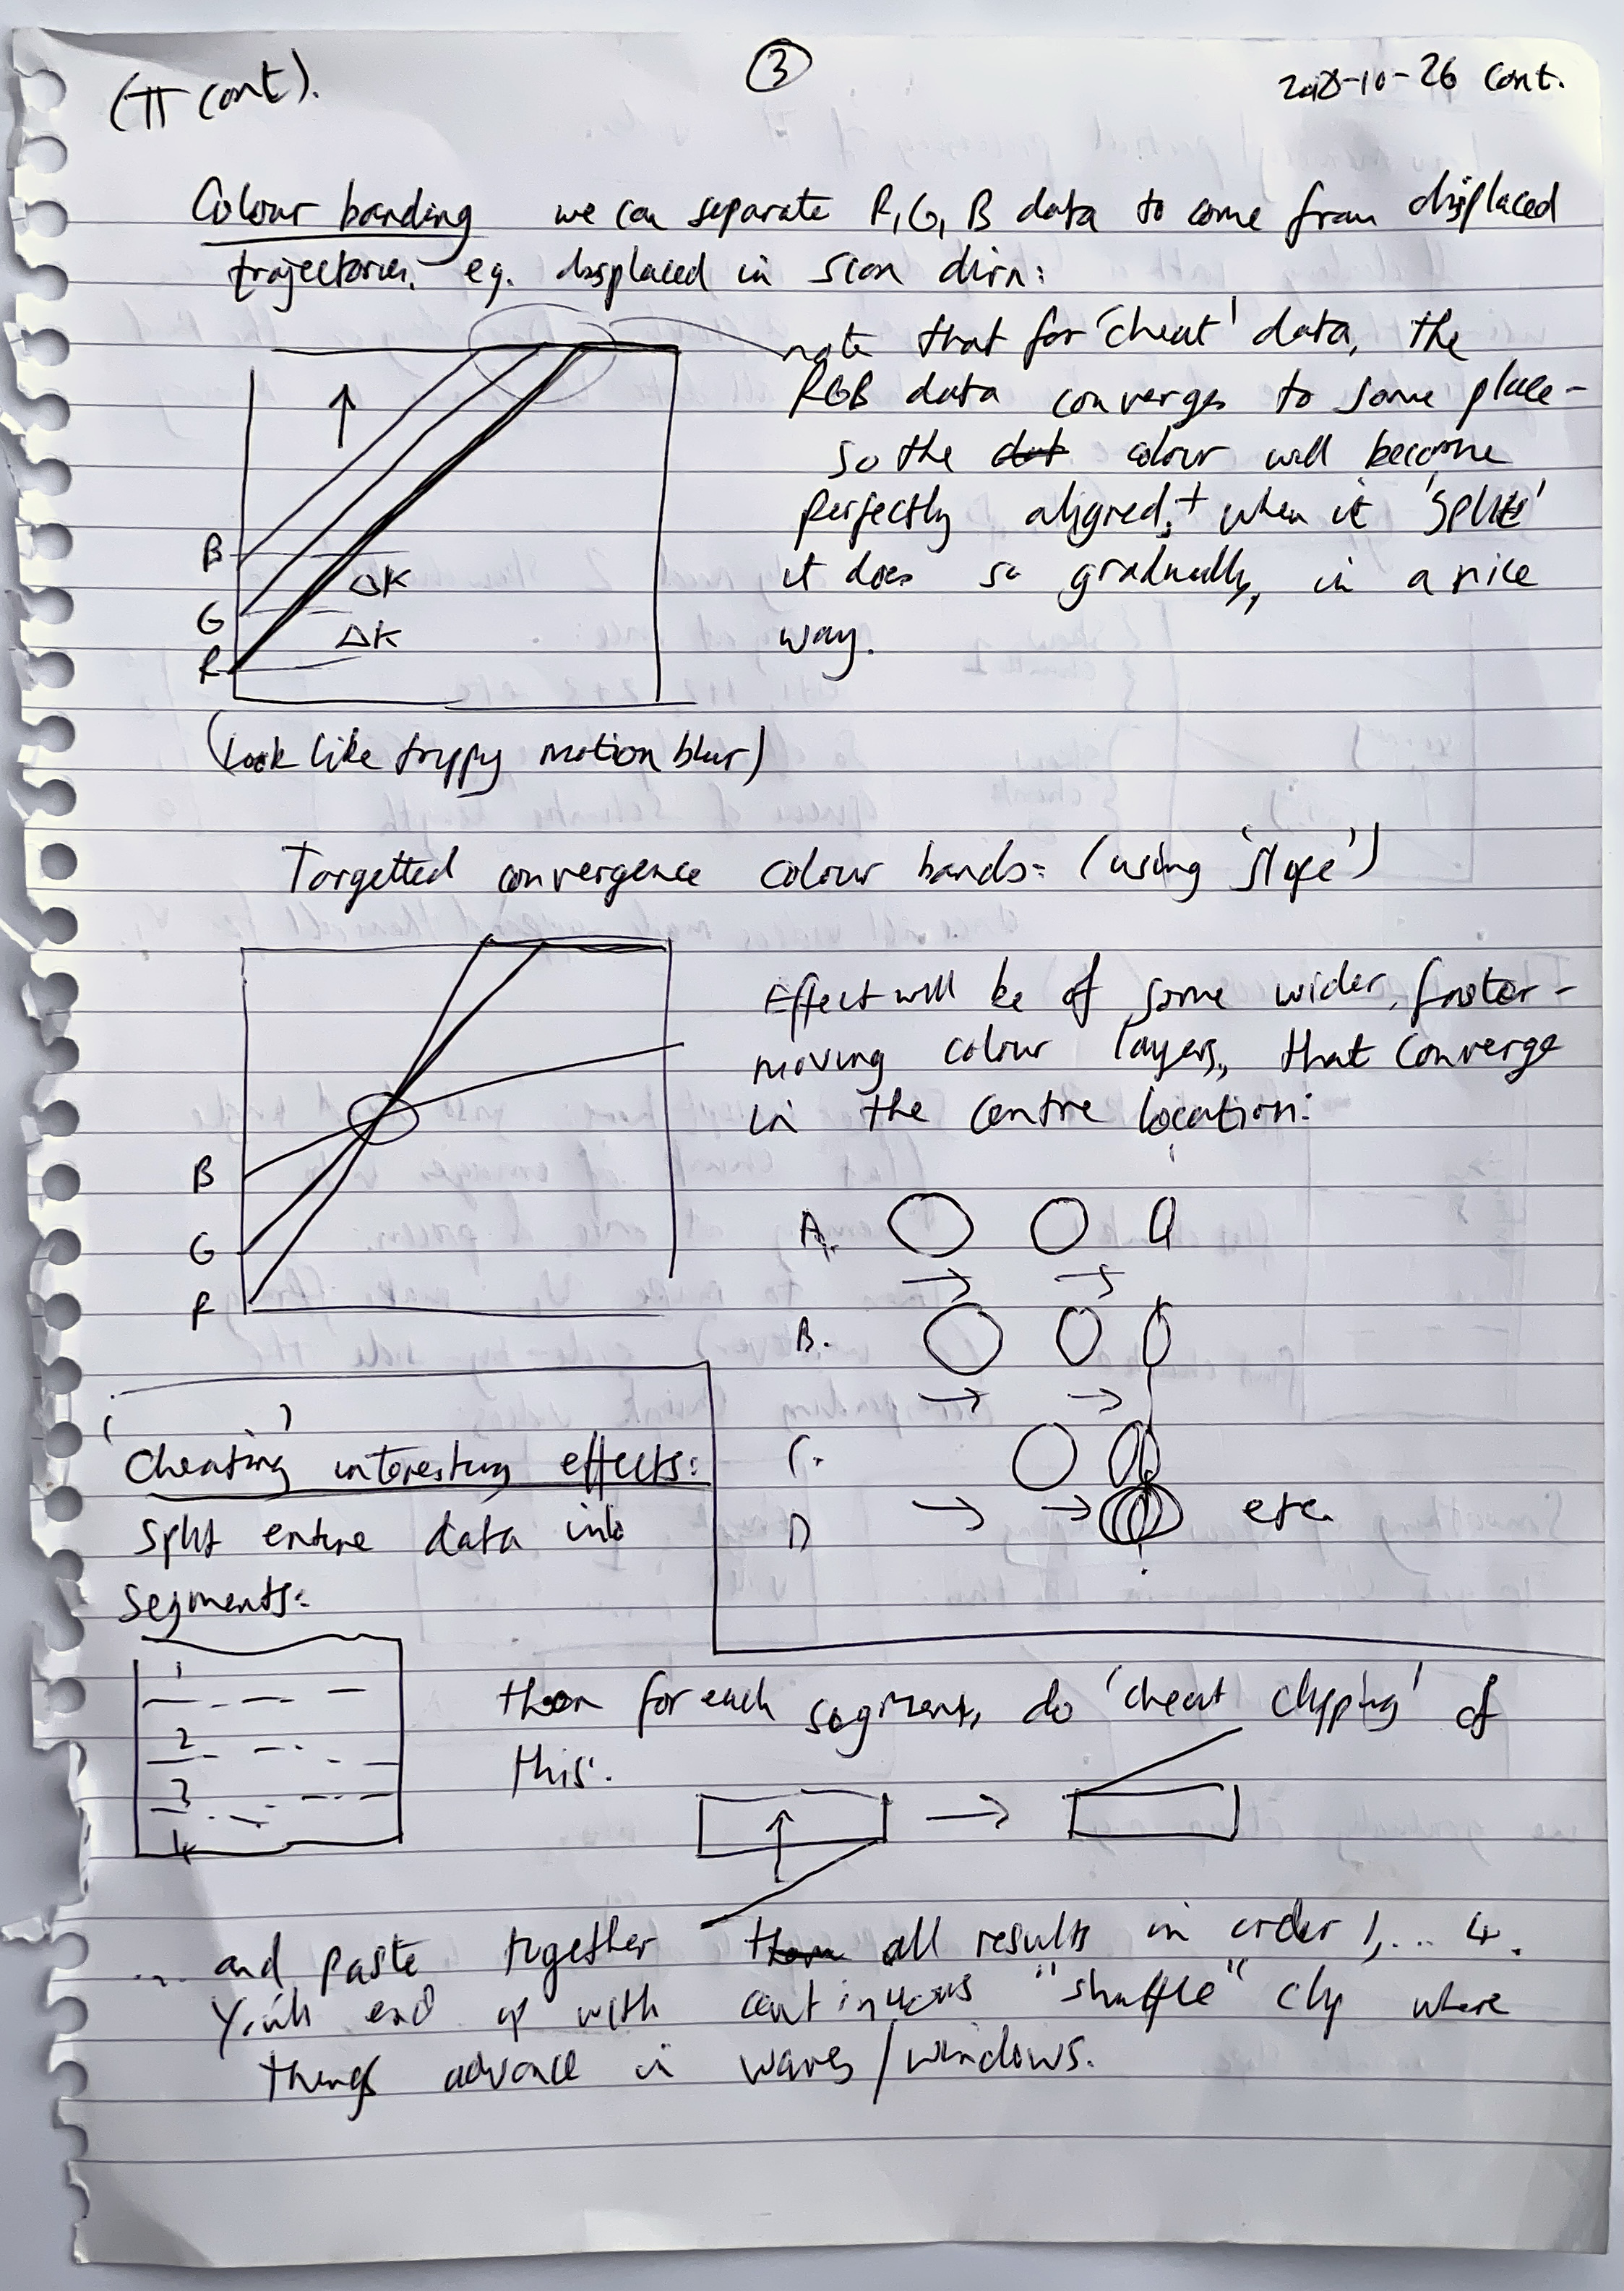 (π cont).
3
2018-10-26 cont.
Colour banding we can separate R, G, B data to come from displaced
trajectories. eg. displaced in scan dirn:
note that for 'cheat' data, the
RGB data converges to same place -
so the dat colour will become
perfectly aligned, + when it 'splits'
it does so gradually, in a nice
way.
B
ΔK
G
ΔK
R
(look like trippy motion blur)
Targetted convergence colour bands: (using 'slope')
Effect will be of some wider, faster-
moving colour layers, that converge
in the centre location:
B
G
R
A.
B.
C.
D
etc.
'Cheating' interesting effects:
split entire data into
segments:
1
2
3
4
then for each segment, do 'cheat clipping' of
this:
... and paste together them all results in order 1,... 4.
You'll end up with continuous "shuffle" clip where
things advance in waves/windows.